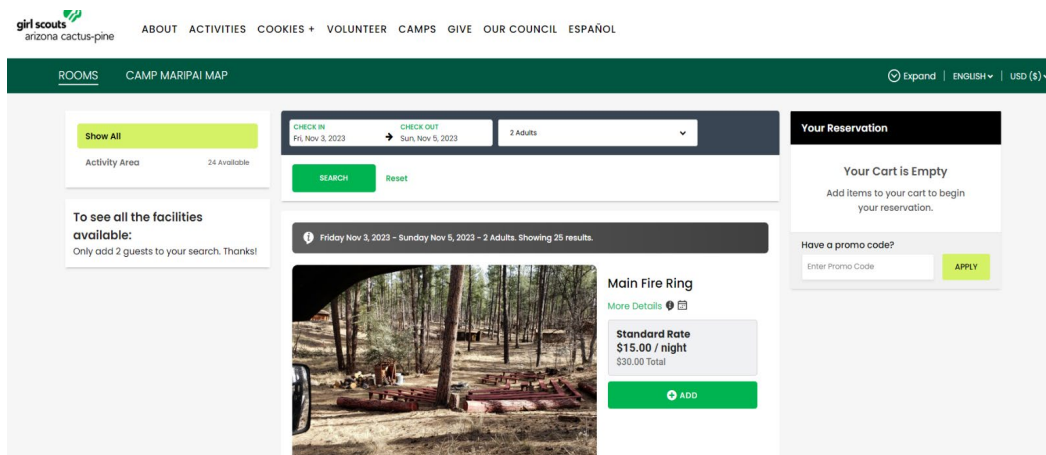 girl scouts
arizona cactus-pine
ABOUT ACTIVITIES COOKIES + VOLUNTEER CAMPS GIVE OUR COUNCIL ESPAÑOL
ROOMS CAMP MARIPAI MAP
Expand | ENGLISH | USD ($)
Show All
Activity Area 24 Available
To see all the facilities
available:
Only add 2 guests to your search. Thanks!
CHECK IN
Fri, Nov 3, 2023
CHECK OUT
Sun, Nov 5, 2023
2 Adults
SEARCH Reset
Friday Nov 3, 2023 - Sunday Nov 5, 2023 - 2 Adults. Showing 25 results.
Main Fire Ring
More Details
Standard Rate
$15.00 / night
$30.00 Total
ADD
Your Reservation
Your Cart is Empty
Add items to your cart to begin
your reservation.
Have a promo code?
Enter Promo Code APPLY